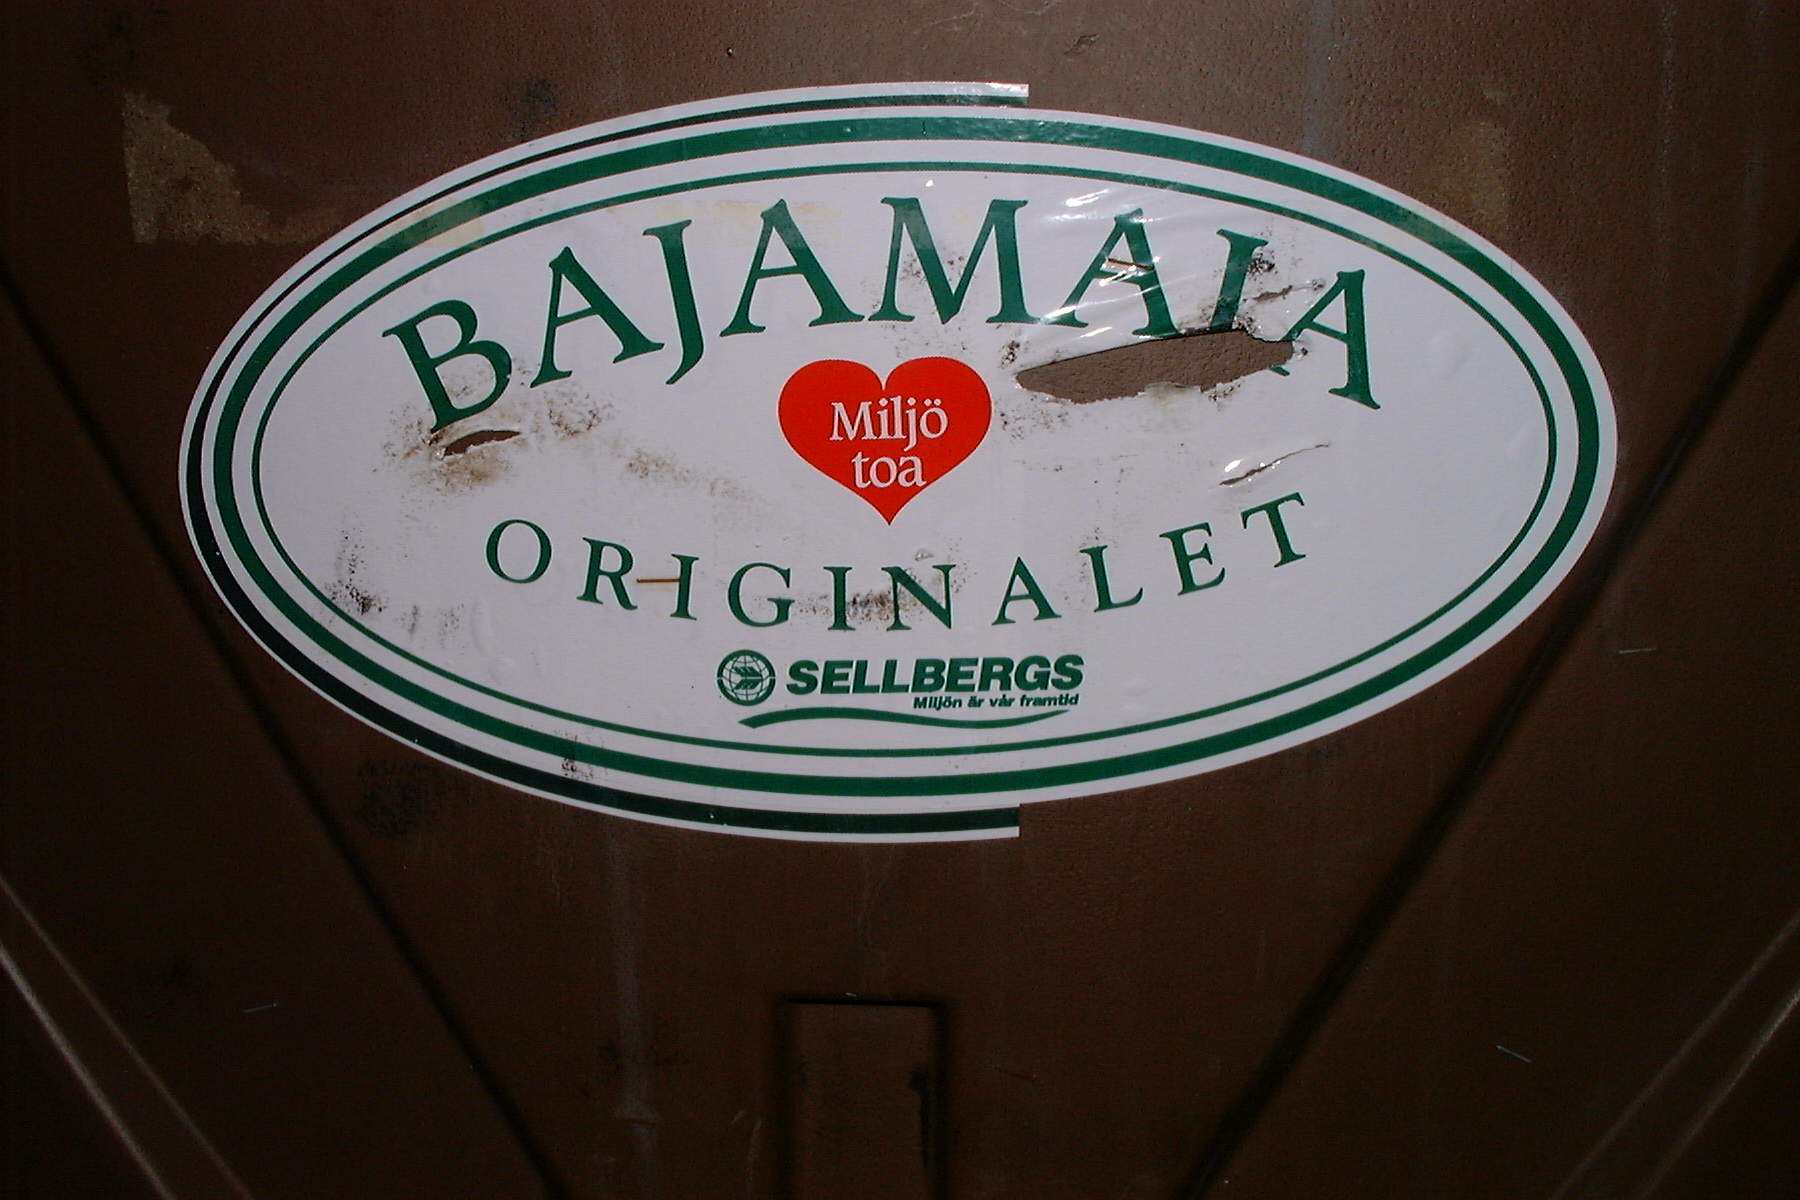 BAJAMAJA
Miljö
toa
ORIGINALET
SELLBERGS
Miljön är vår framtid